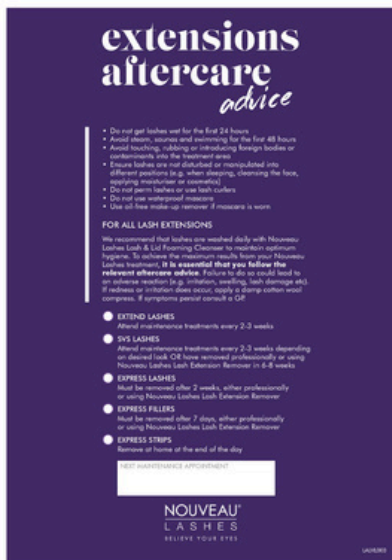 extensions
aftercare
advice
• Do not get lashes wet for the first 24 hours
• Avoid steam, saunas and swimming for the first 48 hours
• Avoid touching, rubbing or introducing foreign bodies or
contaminants into the treatment area
• Ensure lashes are not disturbed or manipulated into
different positions (e.g. when sleeping, cleansing the face,
applying moisturiser or cosmetics)
• Do not perm lashes or use lash curlers
• Do not use waterproof mascara
• Use oil-free make-up remover if mascara is worn
FOR ALL LASH EXTENSIONS
We recommend that lashes are washed daily with Nouveau
Lashes Lash & Lid Foaming Cleanser to maintain optimum
hygiene. To achieve the maximum results from your Nouveau
Lashes treatment, it is essential that you follow the
relevant aftercare advice. Failure to do so could lead to
an adverse reaction (e.g. irritation, swelling, lash damage etc).
If redness or irritation does occur, apply a damp cotton wool
compress. If symptoms persist consult a GP.
EXTEND LASHES
Attend maintenance treatments every 2-3 weeks
SVS LASHES
Attend maintenance treatments every 2-3 weeks depending
on desired look OR have removed professionally or using
Nouveau Lashes Lash Extension Remover in 6-8 weeks
EXPRESS LASHES
Must be removed after 2 weeks, either professionally
or using Nouveau Lashes Lash Extension Remover
EXPRESS FILLERS
Must be removed after 7 days, either professionally
or using Nouveau Lashes Lash Extension Remover
EXPRESS STRIPS
Remove at home at the end of the day
NEXT MAINTENANCE APPOINTMENT
NOUVEAU®
LASHES
BELIEVE YOUR EYES